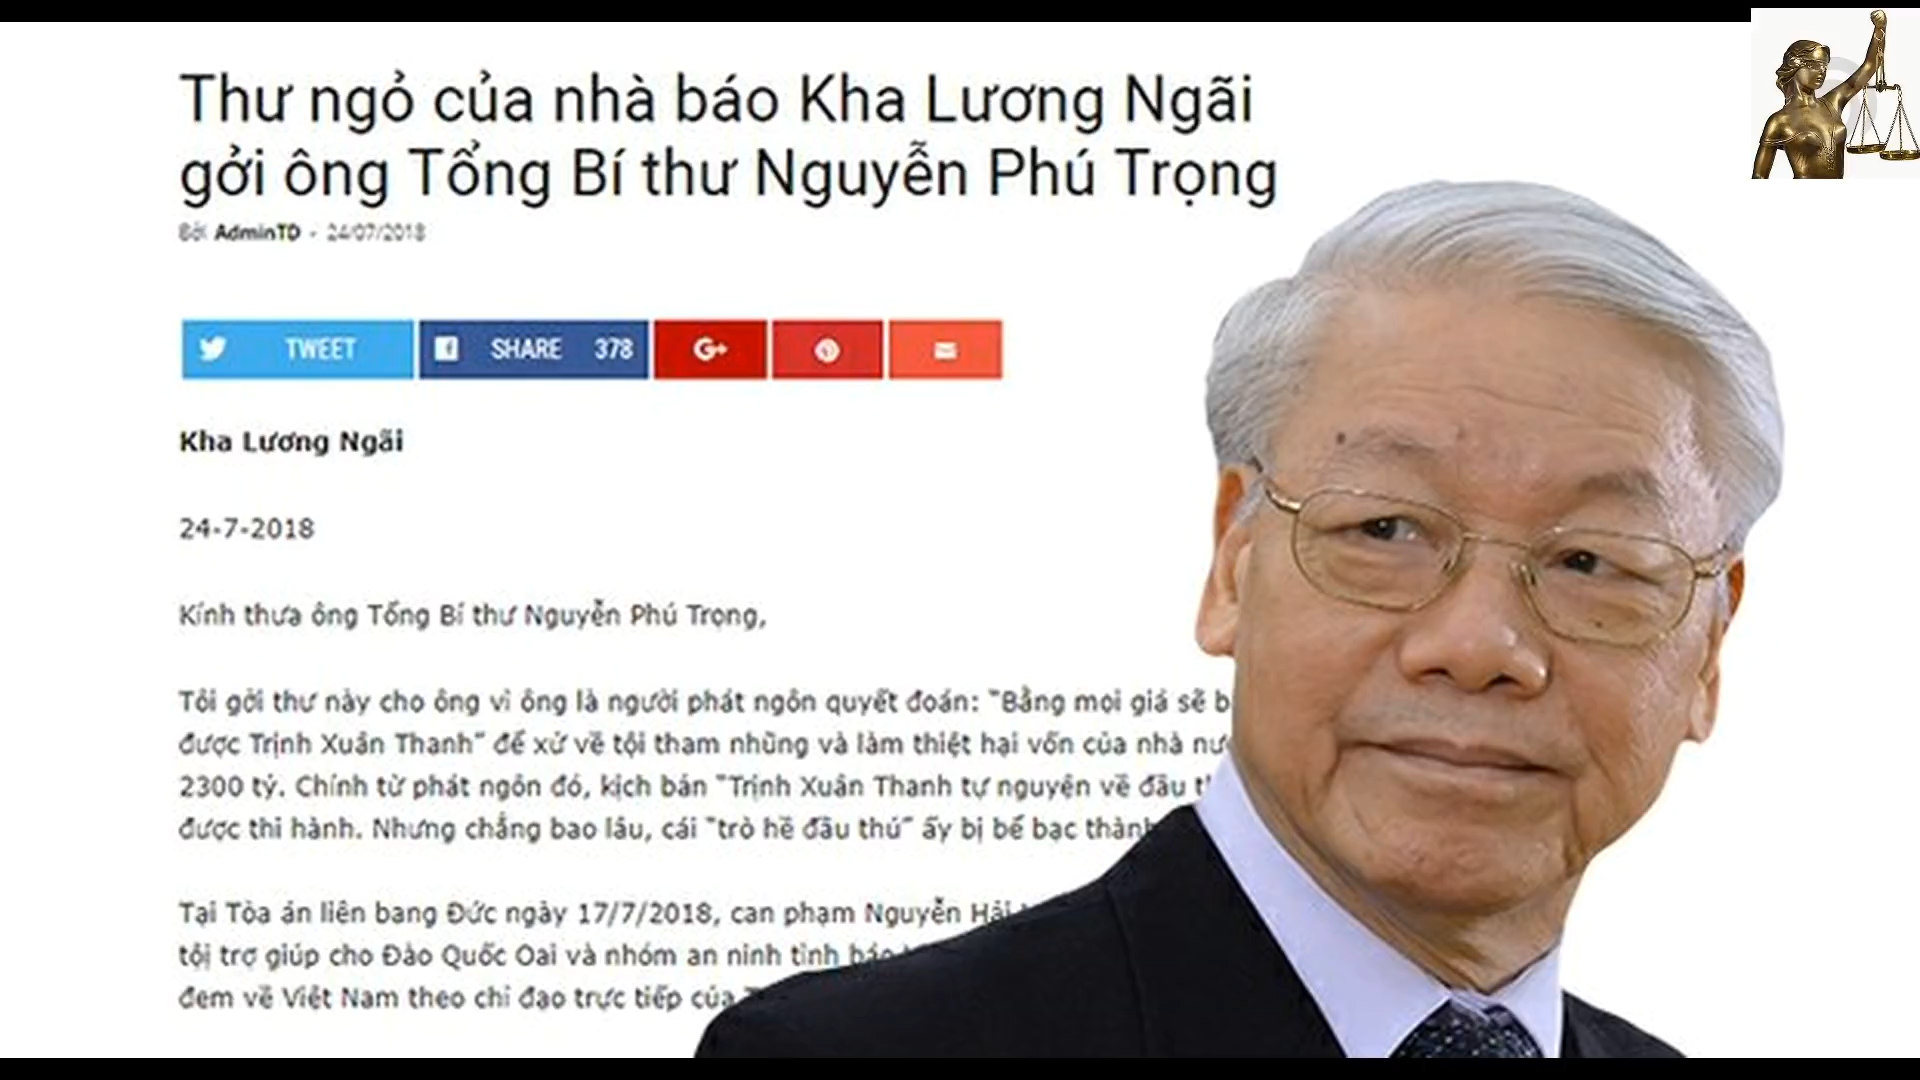 Thư ngỏ của nhà báo Kha Lương Ngãi
gởi ông Tổng Bí thư Nguyễn Phú Trọng
Bởi AdminTD - 24/07/2018
TWEET SHARE 378 G+
Kha Lương Ngãi
24-7-2018
Kính thưa ông Tổng Bí thư Nguyễn Phú Trọng,
Tôi gởi thư này cho ông vì ông là người phát ngôn quyết đoán: "Bằng mọi giá sẽ
được Trịnh Xuân Thanh" để xử về tội tham nhũng và làm thiệt hại vốn của nhà
2300 tỷ. Chính từ phát ngôn đó, kịch bản "Trịnh Xuân Thanh tự nguyện về đầu
được thi hành. Nhưng chẳng bao lâu, cái "trò hề đầu thú" ấy bị bể bạc thành
Tại Tòa án liên bang Đức ngày 17/7/2018, can phạm Nguyễn Hải
tội trợ giúp cho Đào Quốc Oai và nhóm an ninh tình báo
đem về Việt Nam theo chỉ đạo trực tiếp của